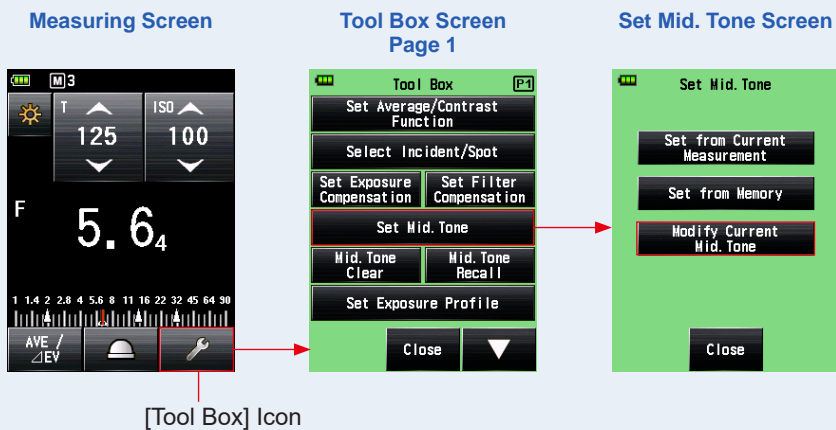 Measuring Screen
M 3
T
125
ISO
100
F
5.6 4
1 1.4 2 2.8 4 5.6 8 11 16 22 32 45 64 90
AVE /
⊿EV
[Tool Box] Icon
Tool Box Screen
Page 1
Tool Box
P1
Set Average/Contrast
Function
Select Incident/Spot
Set Exposure
Compensation
Set Filter
Compensation
Set Mid.Tone
Mid.Tone
Clear
Mid.Tone
Recall
Set Exposure Profile
Close
Set Mid. Tone Screen
Set Mid.Tone
Set from Current
Measurement
Set from Memory
Modify Current
Mid.Tone
Close